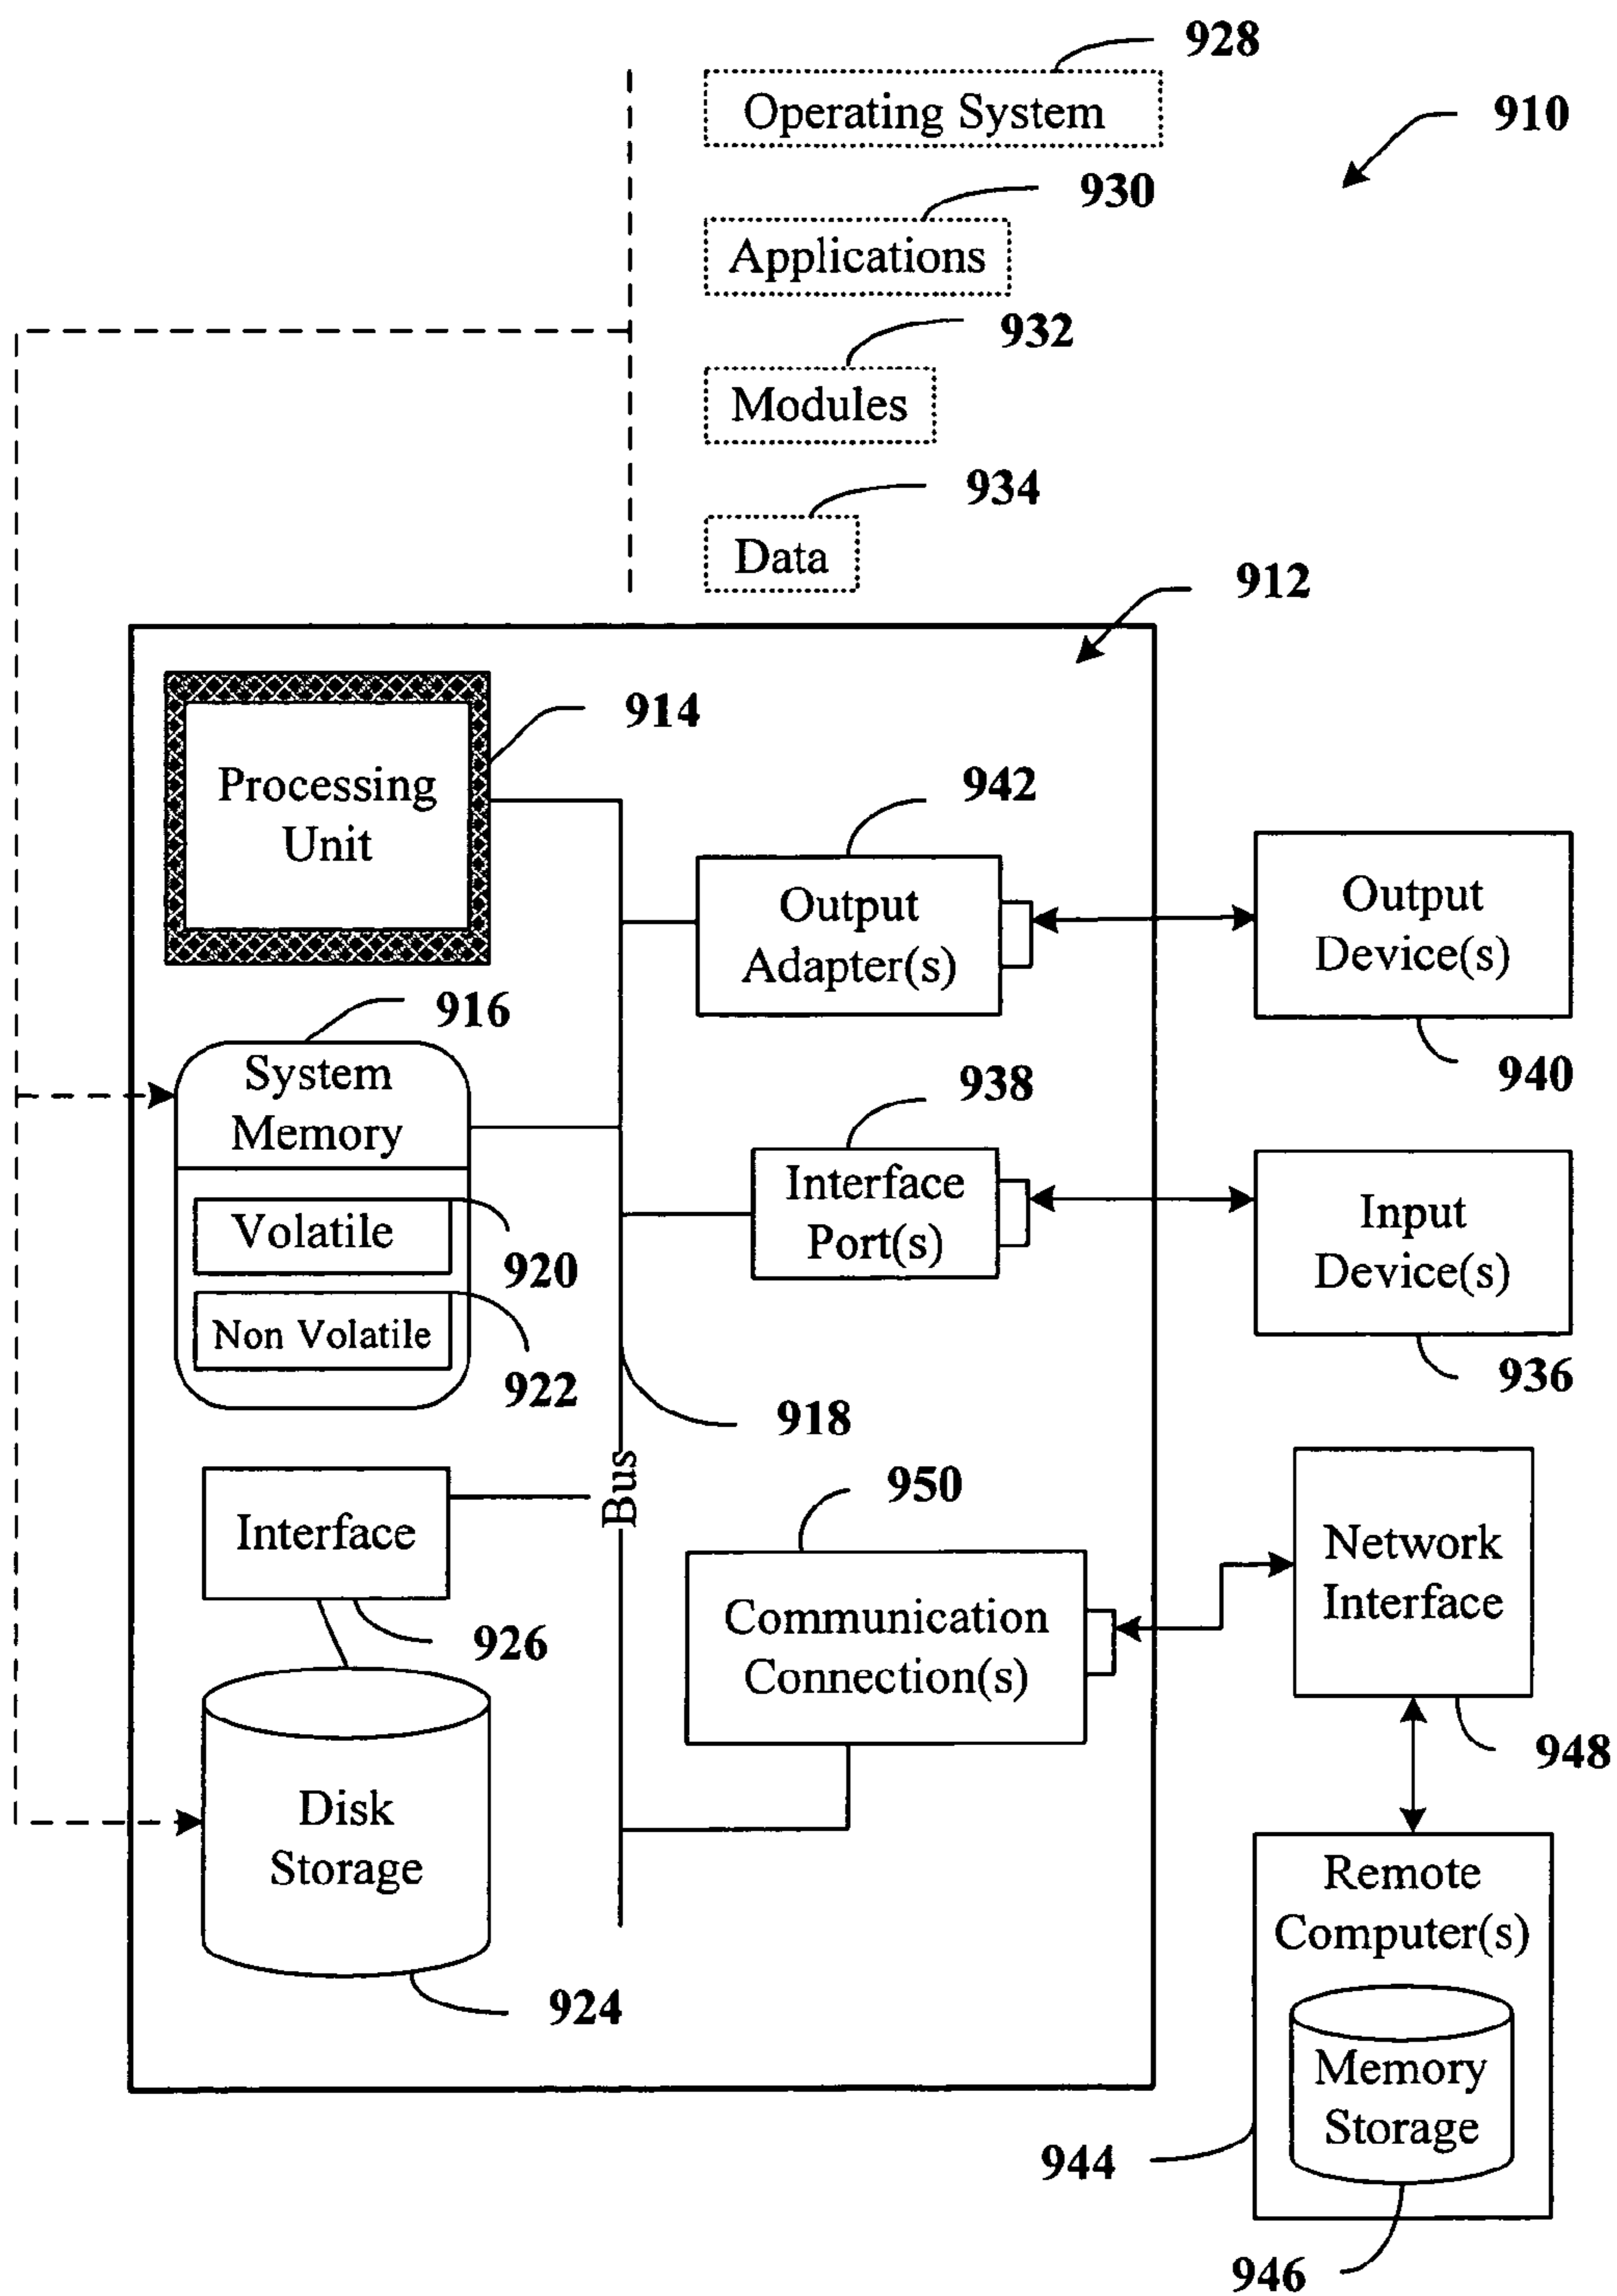 928
Operating System
910
930
Applications
932
Modules
934
Data
912
914
Processing
Unit
942
Output
Adapter(s)
Output
Device(s)
940
916
System
Memory
938
Interface
Port(s)
Input
Device(s)
936
Volatile
920
Non Volatile
922
918
Bus
950
Interface
926
Communication
Connection(s)
Network
Interface
948
Disk
Storage
924
Remote
Computer(s)
Memory
Storage
944
946